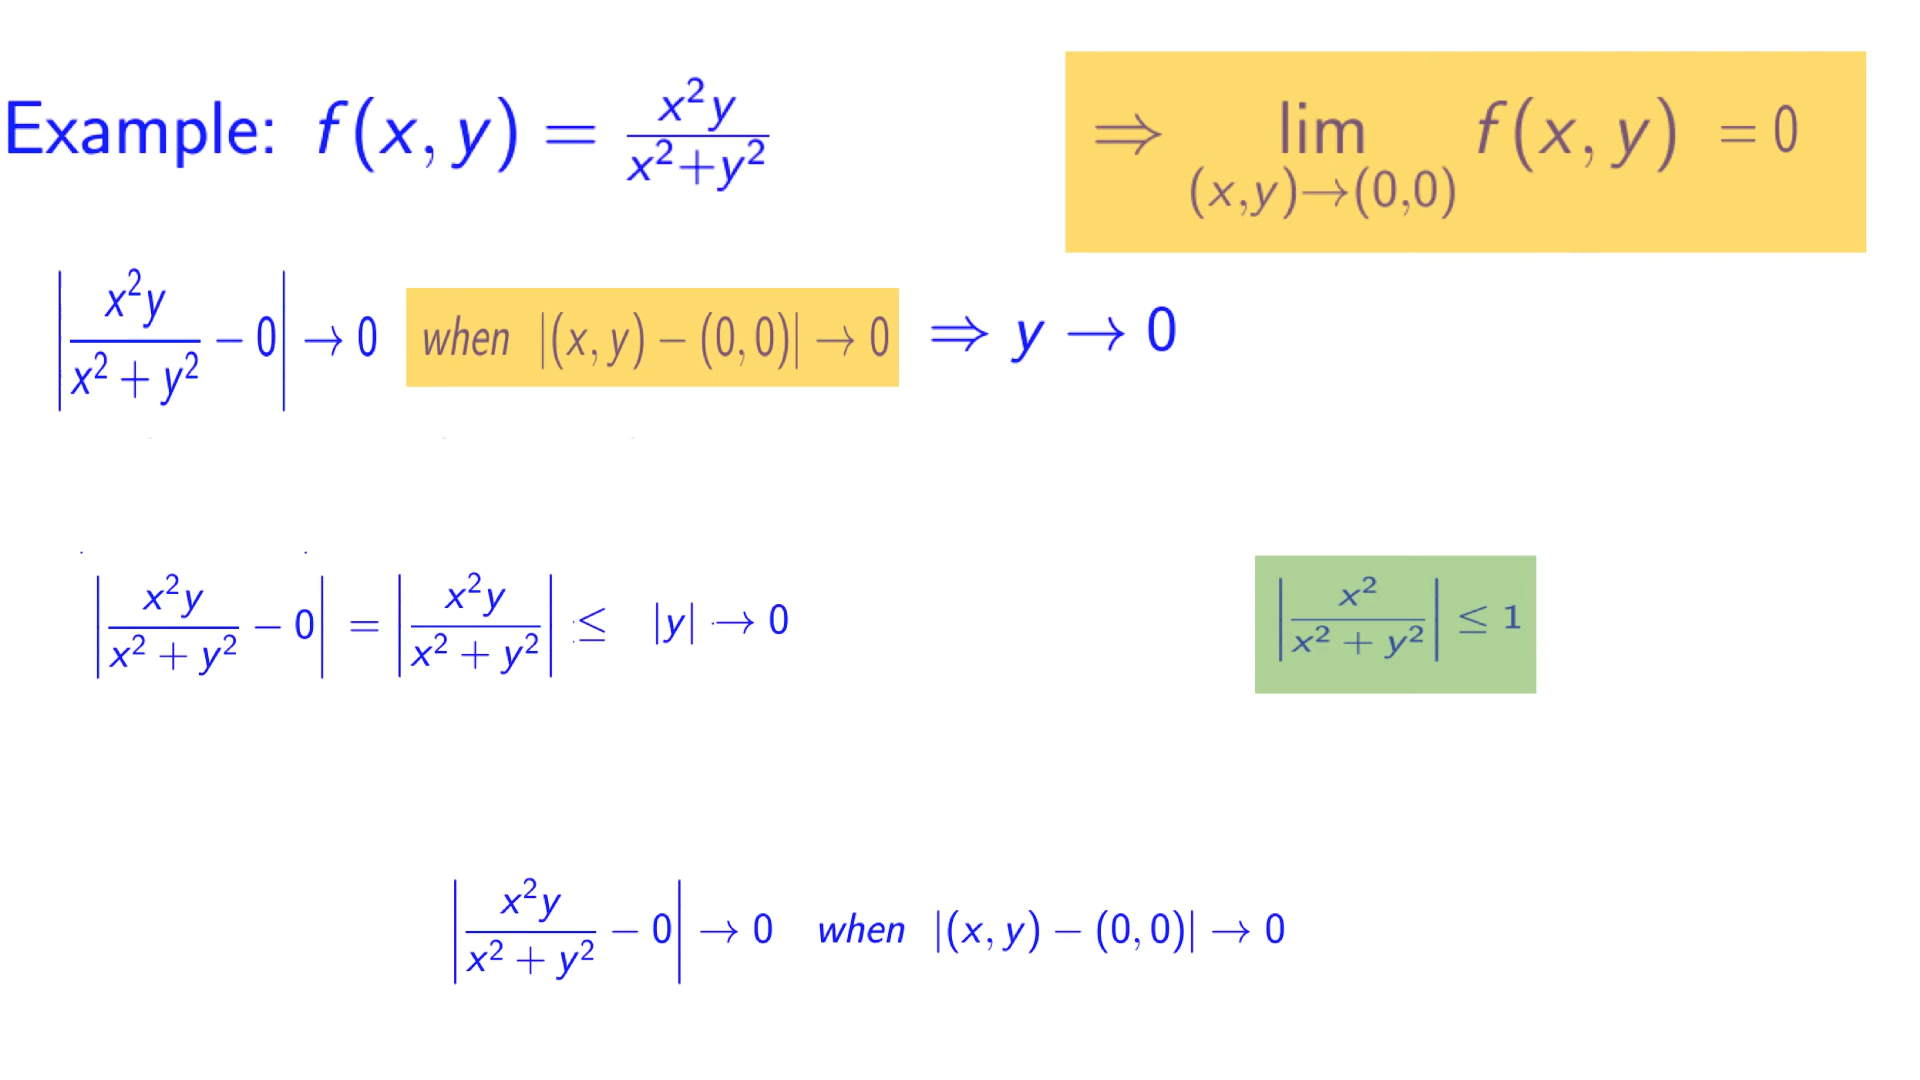 Example: f(x, y) = x²y / x²+y² ⇒ lim (x,y)→(0,0) f(x, y) = 0
|x²y / x² + y² − 0| → 0 when |(x, y) − (0, 0)| → 0 ⇒ y → 0
|x²y / x² + y² − 0| = |x²y / x² + y²| ≤ |y| → 0 |x² / x² + y²| ≤ 1
|x²y / x² + y² − 0| → 0 when |(x, y) − (0, 0)| → 0